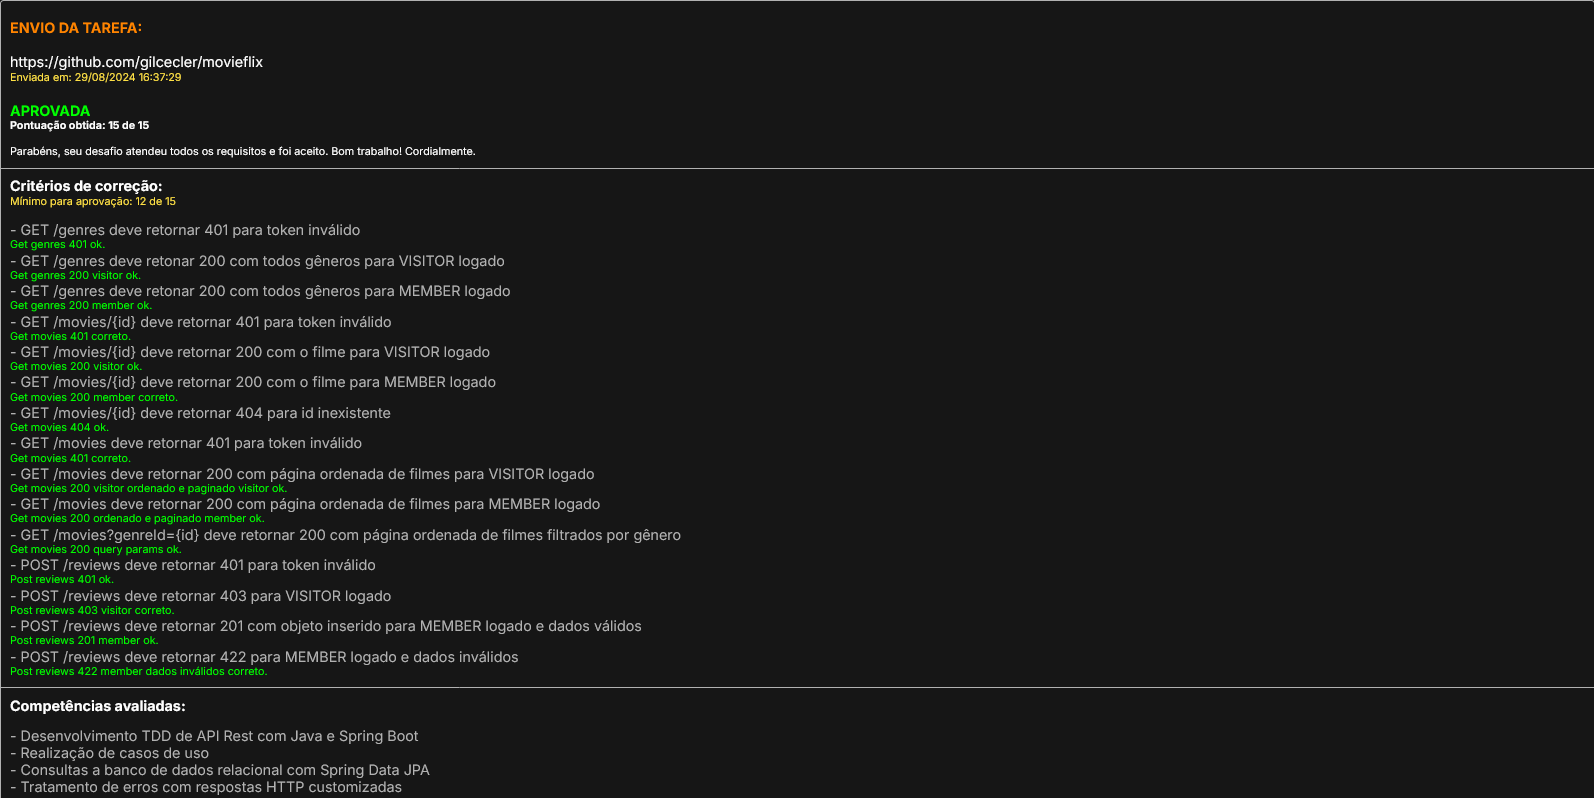 ENVIO DA TAREFA:
https://github.com/gilcecler/movieflix
Enviada em: 29/08/2024 16:37:29
APROVADA
Pontuação obtida: 15 de 15
Parabéns, seu desafio atendeu todos os requisitos e foi aceito. Bom trabalho! Cordialmente.
Critérios de correção:
Mínimo para aprovação: 12 de 15
- GET /genres deve retornar 401 para token inválido
Get genres 401 ok.
- GET /genres deve retonar 200 com todos gêneros para VISITOR logado
Get genres 200 visitor ok.
- GET /genres deve retonar 200 com todos gêneros para MEMBER logado
Get genres 200 member ok.
- GET /movies/{id} deve retornar 401 para token inválido
Get movies 401 correto.
- GET /movies/{id} deve retornar 200 com o filme para VISITOR logado
Get movies 200 visitor ok.
- GET /movies/{id} deve retornar 200 com o filme para MEMBER logado
Get movies 200 member correto.
- GET /movies/{id} deve retornar 404 para id inexistente
Get movies 404 ok.
- GET /movies deve retornar 401 para token inválido
Get movies 401 correto.
- GET /movies deve retornar 200 com página ordenada de filmes para VISITOR logado
Get movies 200 visitor ordenado e paginado visitor ok.
- GET /movies deve retornar 200 com página ordenada de filmes para MEMBER logado
Get movies 200 ordenado e paginado member ok.
- GET /movies?genreId={id} deve retornar 200 com página ordenada de filmes filtrados por gênero
Get movies 200 query params ok.
- POST /reviews deve retornar 401 para token inválido
Post reviews 401 ok.
- POST /reviews deve retornar 403 para VISITOR logado
Post reviews 403 visitor correto.
- POST /reviews deve retornar 201 com objeto inserido para MEMBER logado e dados válidos
Post reviews 201 member ok.
- POST /reviews deve retornar 422 para MEMBER logado e dados inválidos
Post reviews 422 member dados inválidos correto.
Competências avaliadas:
- Desenvolvimento TDD de API Rest com Java e Spring Boot
- Realização de casos de uso
- Consultas a banco de dados relacional com Spring Data JPA
- Tratamento de erros com respostas HTTP customizadas